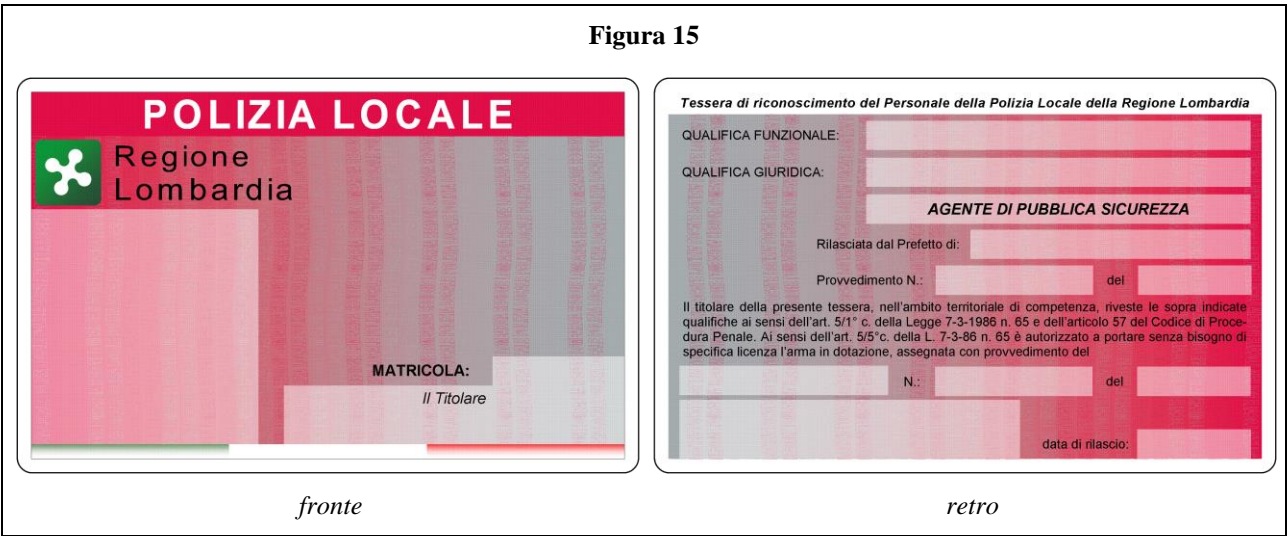 Figura 15
POLIZIA LOCALE
Regione
Lombardia
MATRICOLA:
Il Titolare
Tessera di riconoscimento del Personale della Polizia Locale della Regione Lombardia
QUALIFICA FUNZIONALE:
QUALIFICA GIURIDICA:
AGENTE DI PUBBLICA SICUREZZA
Rilasciata dal Prefetto di:
Provvedimento N.: del
Il titolare della presente tessera, nell'ambito territoriale di competenza, riveste le sopra indicate
qualifiche ai sensi dell'art. 5/1° c. della Legge 7-3-1986 n. 65 e dell'articolo 57 del Codice di Proce-
dura Penale. Ai sensi dell'art. 5/5°c. della L. 7-3-86 n. 65 è autorizzato a portare senza bisogno di
specifica licenza l'arma in dotazione, assegnata con provvedimento del
N.: del
data di rilascio:
fronte
retro